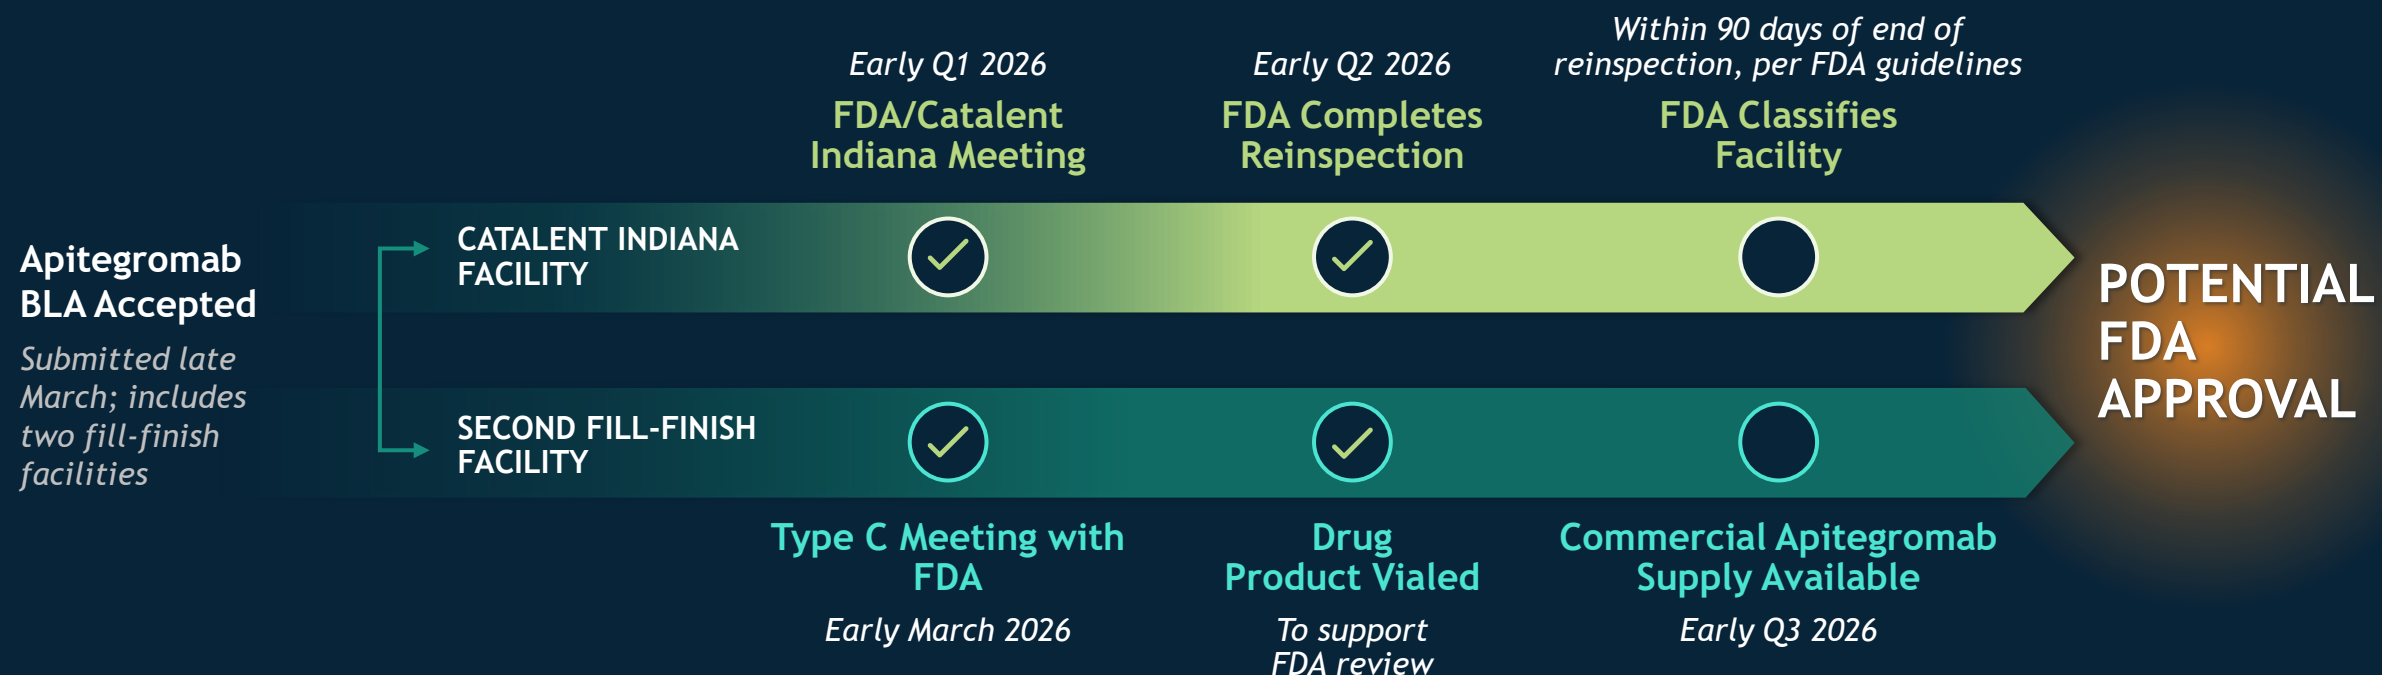 Apitegromab
BLA Accepted
Submitted late
March; includes
two fill-finish
facilities
Early Q1 2026
FDA/Catalent
Indiana Meeting
Early Q2 2026
FDA Completes
Reinspection
Within 90 days of end of
reinspection, per FDA guidelines
FDA Classifies
Facility
CATALENT INDIANA
FACILITY
SECOND FILL-FINISH
FACILITY
Type C Meeting with
FDA
Early March 2026
Drug
Product Vialed
To support
FDA review
Commercial Apitegromab
Supply Available
Early Q3 2026
POTENTIAL
FDA
APPROVAL